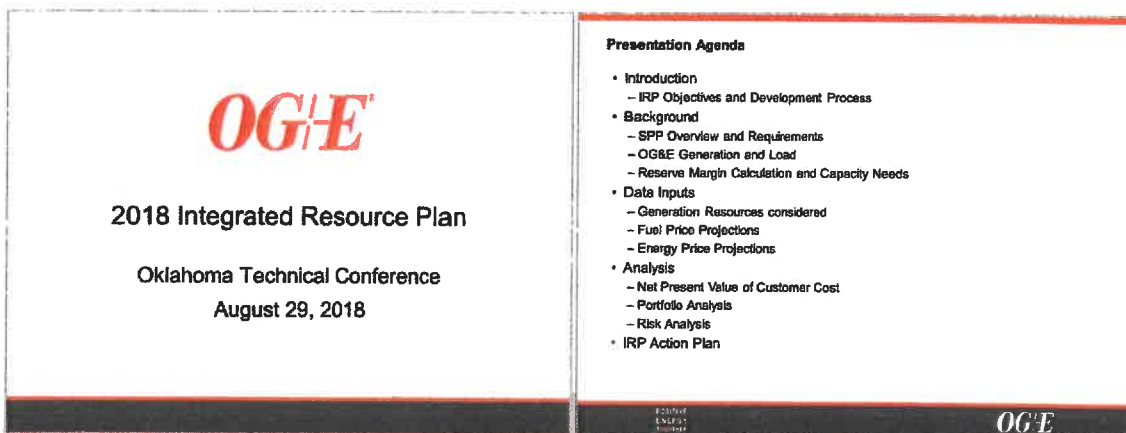 OG&E®
2018 Integrated Resource Plan
Oklahoma Technical Conference
August 29, 2018
Presentation Agenda
• Introduction
– IRP Objectives and Development Process
• Background
– SPP Overview and Requirements
– OG&E Generation and Load
– Reserve Margin Calculation and Capacity Needs
• Data Inputs
– Generation Resources considered
– Fuel Price Projections
– Energy Price Projections
• Analysis
– Net Present Value of Customer Cost
– Portfolio Analysis
– Risk Analysis
• IRP Action Plan
POSITIVE
ENERGY
TOGETHER
OG&E